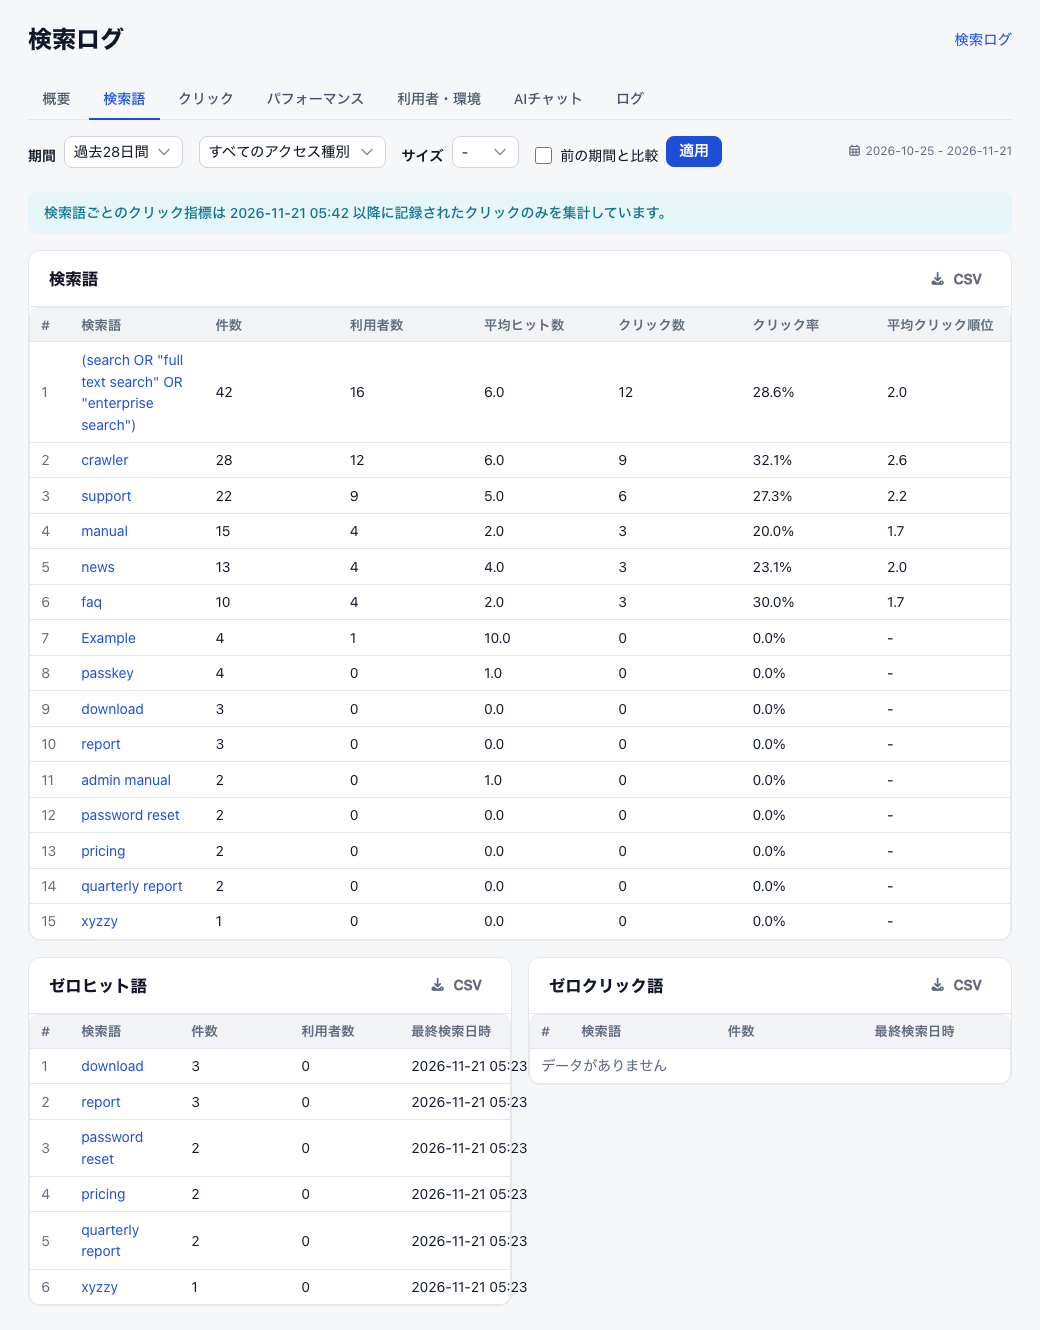 検索ログ
検索ログ
概要 検索語 クリック パフォーマンス 利用者・環境 AIチャット ログ
期間 過去28日間 すべてのアクセス種別 サイズ - 前の期間と比較 適用 2026-10-25 - 2026-11-21
検索語ごとのクリック指標は 2026-11-21 05:42 以降に記録されたクリックのみを集計しています。
検索語 CSV
# 検索語 件数 利用者数 平均ヒット数 クリック数 クリック率 平均クリック順位
1 (search OR "full
text search" OR
"enterprise
search") 42 16 6.0 12 28.6% 2.0
2 crawler 28 12 6.0 9 32.1% 2.6
3 support 22 9 5.0 6 27.3% 2.2
4 manual 15 4 2.0 3 20.0% 1.7
5 news 13 4 4.0 3 23.1% 2.0
6 faq 10 4 2.0 3 30.0% 1.7
7 Example 4 1 10.0 0 0.0% -
8 passkey 4 0 1.0 0 0.0% -
9 download 3 0 0.0 0 0.0% -
10 report 3 0 0.0 0 0.0% -
11 admin manual 2 0 1.0 0 0.0% -
12 password reset 2 0 0.0 0 0.0% -
13 pricing 2 0 0.0 0 0.0% -
14 quarterly report 2 0 0.0 0 0.0% -
15 xyzzy 1 0 0.0 0 0.0% -
ゼロヒット語 CSV
# 検索語 件数 利用者数 最終検索日時
1 download 3 0 2026-11-21 05:23
2 report 3 0 2026-11-21 05:23
3 password
reset 2 0 2026-11-21 05:23
4 pricing 2 0 2026-11-21 05:23
5 quarterly
report 2 0 2026-11-21 05:23
6 xyzzy 1 0 2026-11-21 05:23
ゼロクリック語 CSV
# 検索語 件数 最終検索日時
データがありません